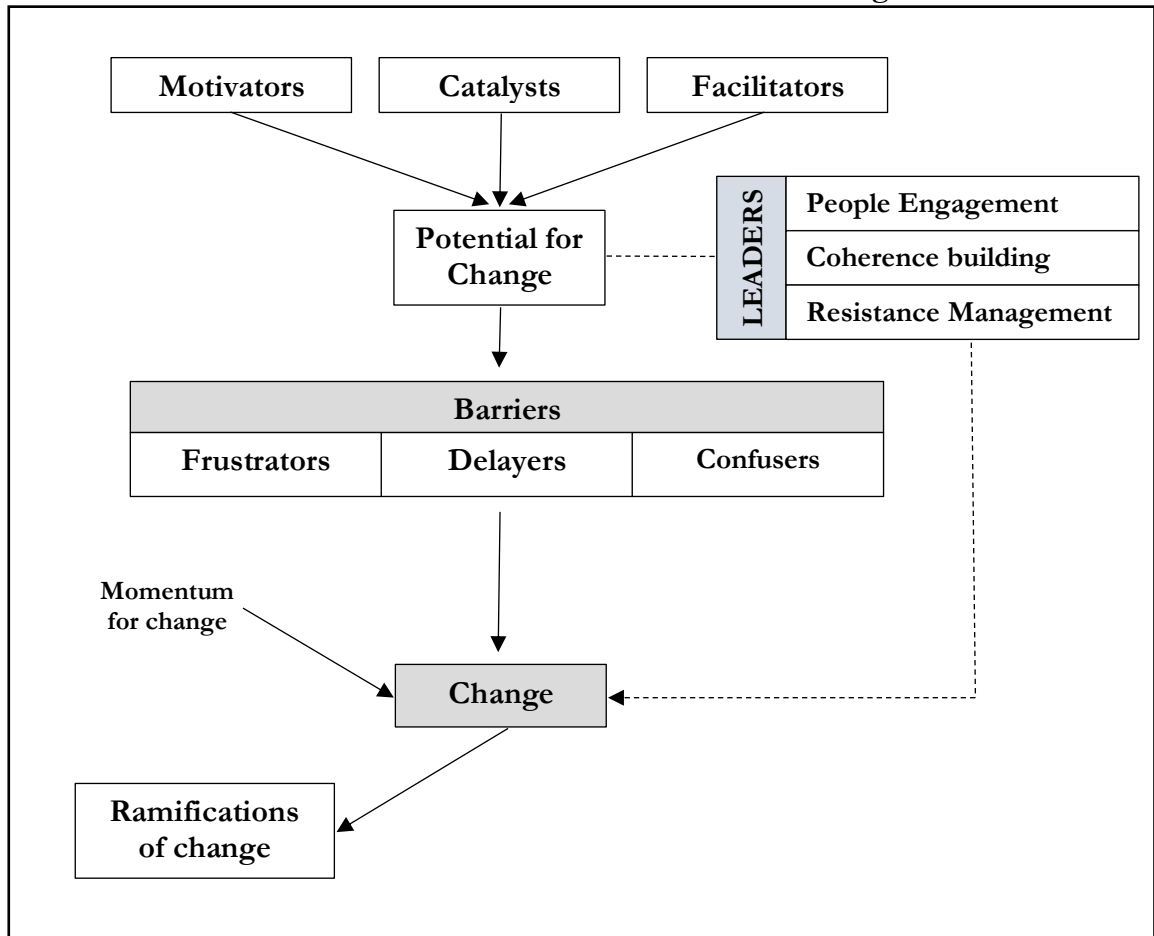 Motivators
Catalysts
Facilitators
Potential for
Change
LEADERS
People Engagement
Coherence building
Resistance Management
Barriers
Frustrators
Delayers
Confusers
Momentum
for change
Change
Ramifications
of change